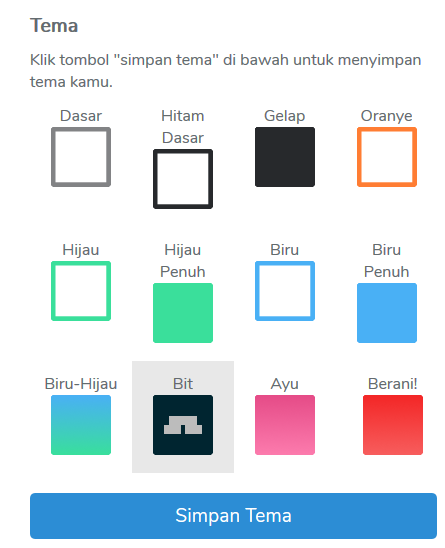 Tema
Klik tombol "simpan tema" di bawah untuk menyimpan
tema kamu.
Dasar
Hitam
Dasar
Gelap
Oranye
Hijau
Hijau
Penuh
Biru
Biru
Penuh
Biru-Hijau
Bit
Ayu
Berani!
Simpan Tema